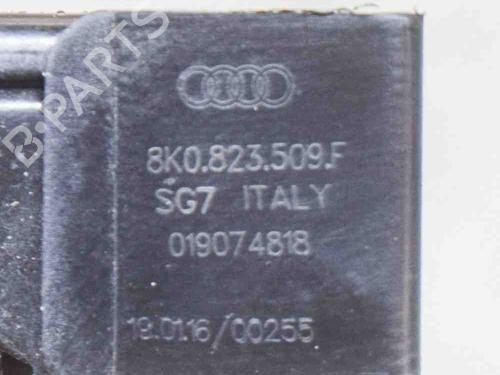 B-PARTS
8K0.823.509.F
SG7 ITALY
019074818
19.01.16/00255